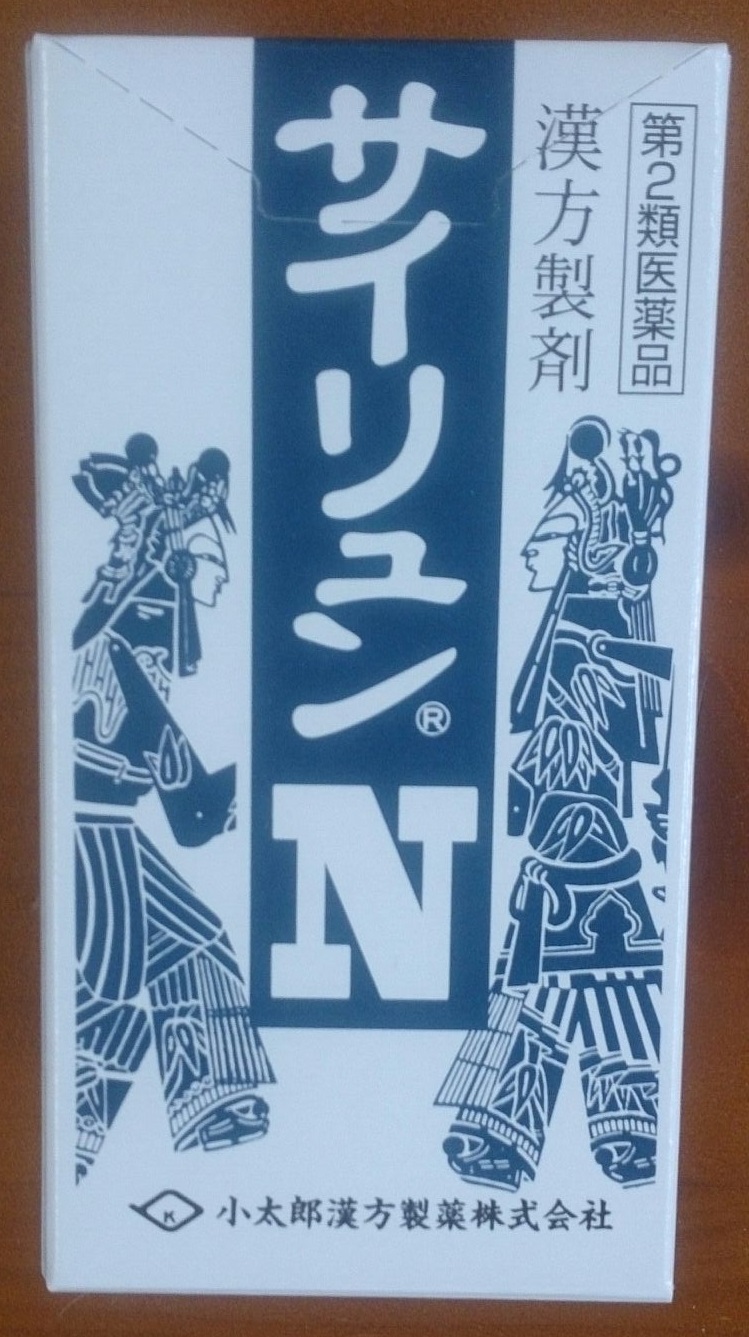 第2類医薬品
漢方製剤
サイリュン®N
K
小太郎漢方製薬株式会社